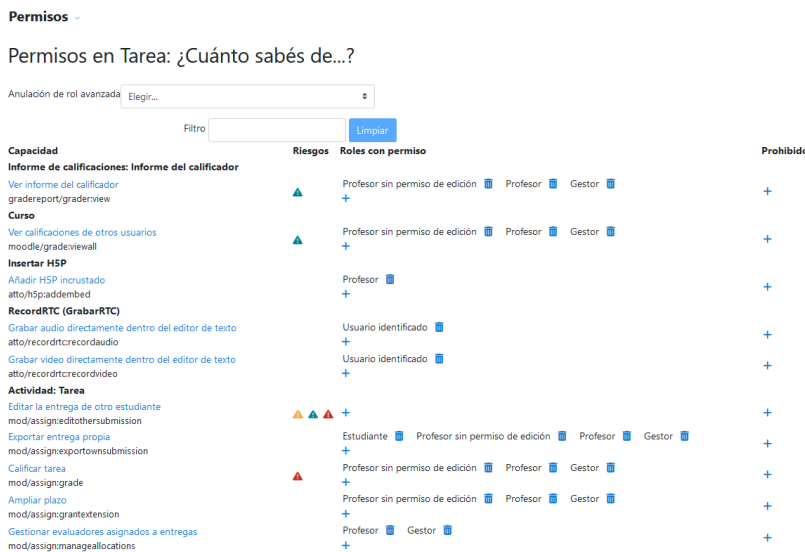 Permisos
Permisos en Tarea: ¿Cuánto sabés de...?
Anulación de rol avanzada Elegir...
Filtro Limpiar
Capacidad Riesgos Roles con permiso Prohibido
Informe de calificaciones: Informe del calificador
Ver informe del calificador Profesor sin permiso de edición Profesor Gestor
gradereport/grader:view +
Curso
Ver calificaciones de otros usuarios Profesor sin permiso de edición Profesor Gestor
moodle/grade:viewall +
Insertar H5P
Añadir H5P incrustado Profesor
atto/h5p:addembed +
RecordRTC (GrabarRTC)
Grabar audio directamente dentro del editor de texto Usuario identificado
atto/recordrtc:recordaudio +
Grabar video directamente dentro del editor de texto Usuario identificado
atto/recordrtc:recordvideo +
Actividad: Tarea
Editar la entrega de otro estudiante +
mod/assign:editothersubmission
Exportar entrega propia Estudiante Profesor sin permiso de edición Profesor Gestor
mod/assign:exportownsubmission +
Calificar tarea Profesor sin permiso de edición Profesor Gestor
mod/assign:grade +
Ampliar plazo Profesor sin permiso de edición Profesor Gestor
mod/assign:grantextension +
Gestionar evaluadores asignados a entregas Profesor Gestor
mod/assign:manageallocations +